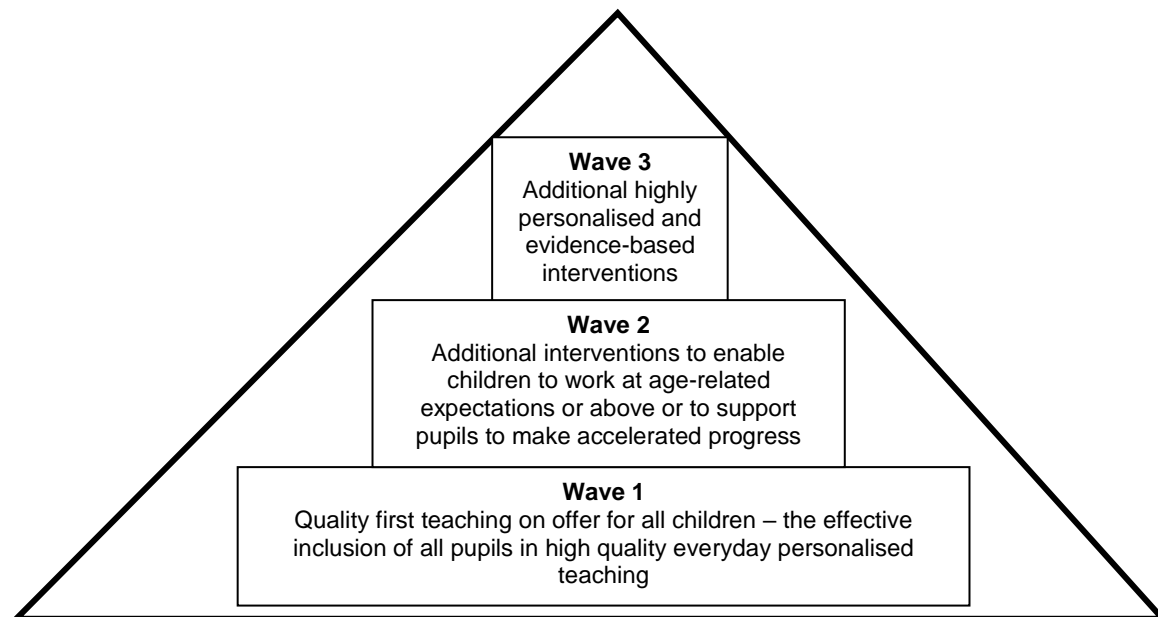 Wave 3
Additional highly
personalised and
evidence-based
interventions
Wave 2
Additional interventions to enable
children to work at age-related
expectations or above or to support
pupils to make accelerated progress
Wave 1
Quality first teaching on offer for all children – the effective
inclusion of all pupils in high quality everyday personalised
teaching